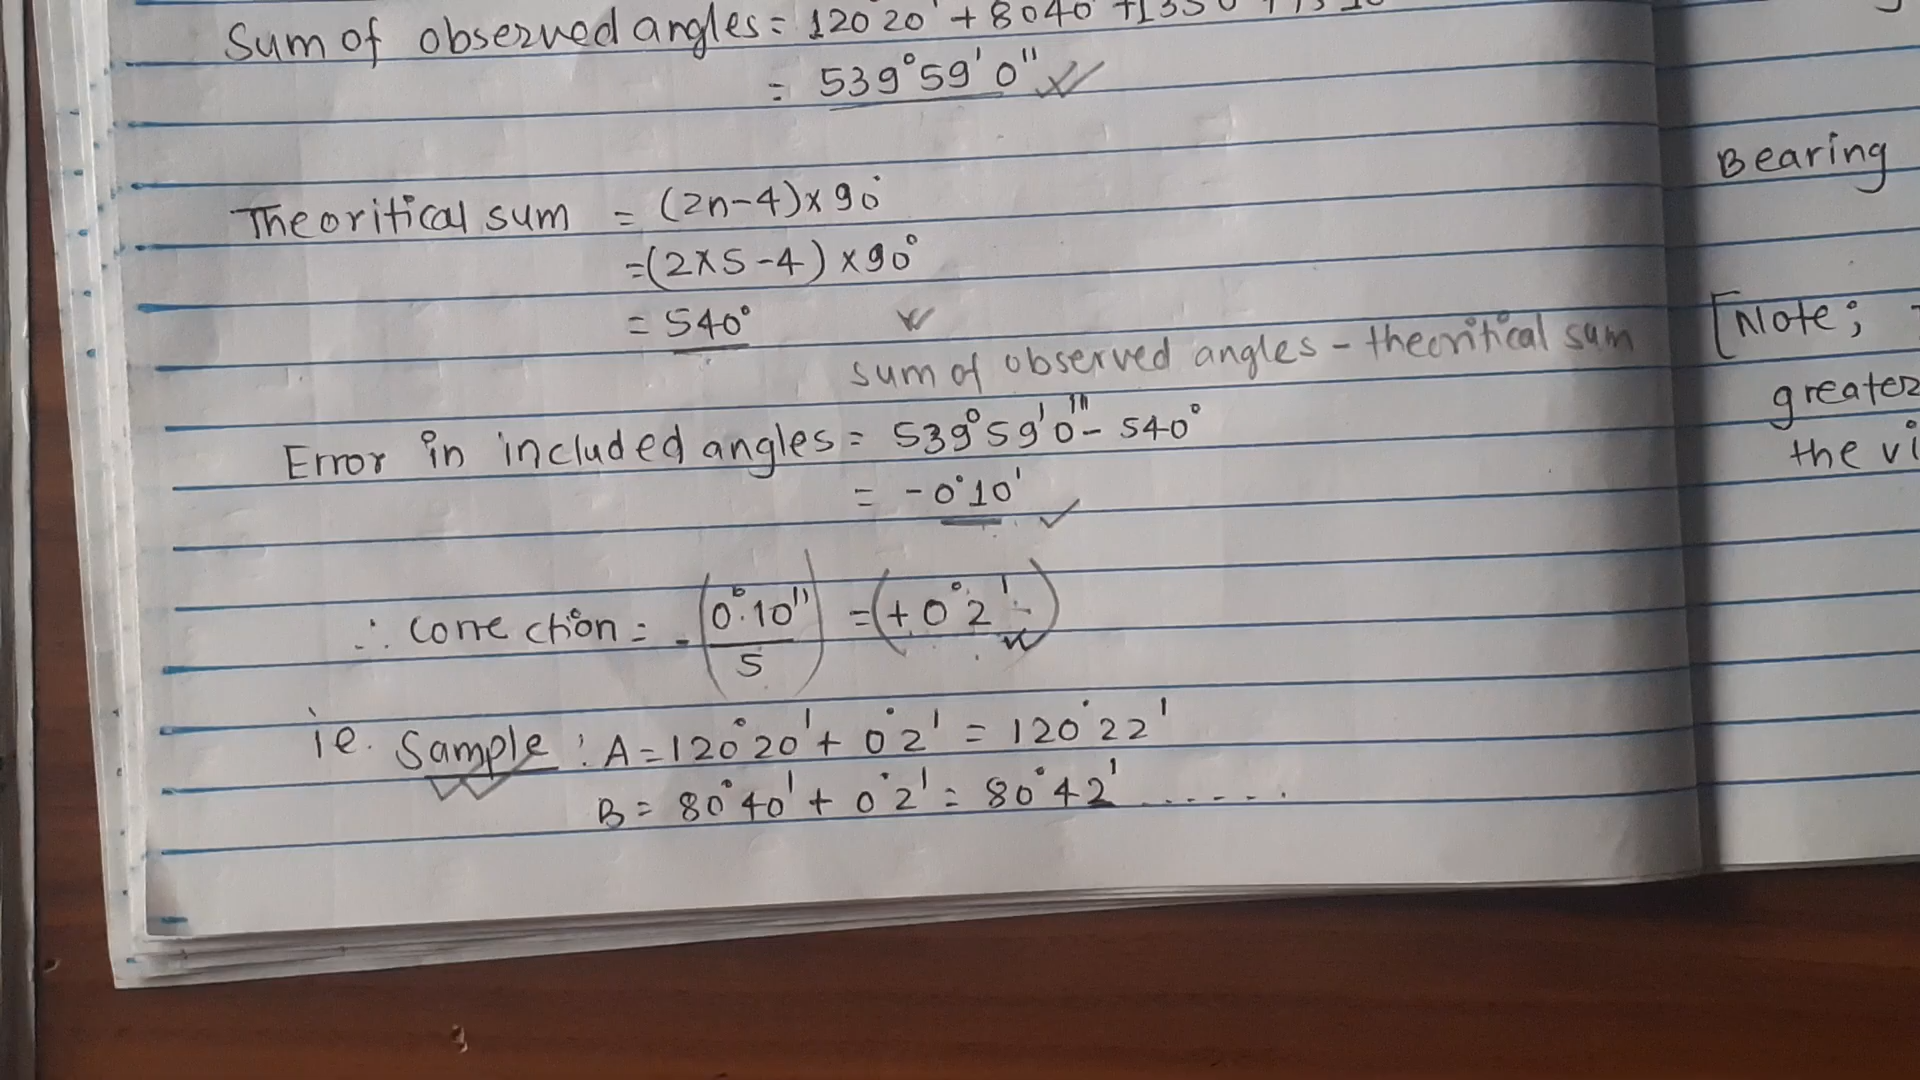 Sum of observed angles = 120°20' + 80 40
= 539°59'0"
Theoritical sum = (2n-4)x90°
=(2x5-4)x90°
= 540°
sum of observed angles - theoritical sum
Error in included angles = 539°59'0"- 540°
= -0°10'
∴ correction = -(0°10"/5) = (+0°2')
ie. Sample : A = 120°20' + 0°2' = 120°22'
B = 80°40' + 0°2' = 80°42' ......
Bearing
[Note;
greater
the